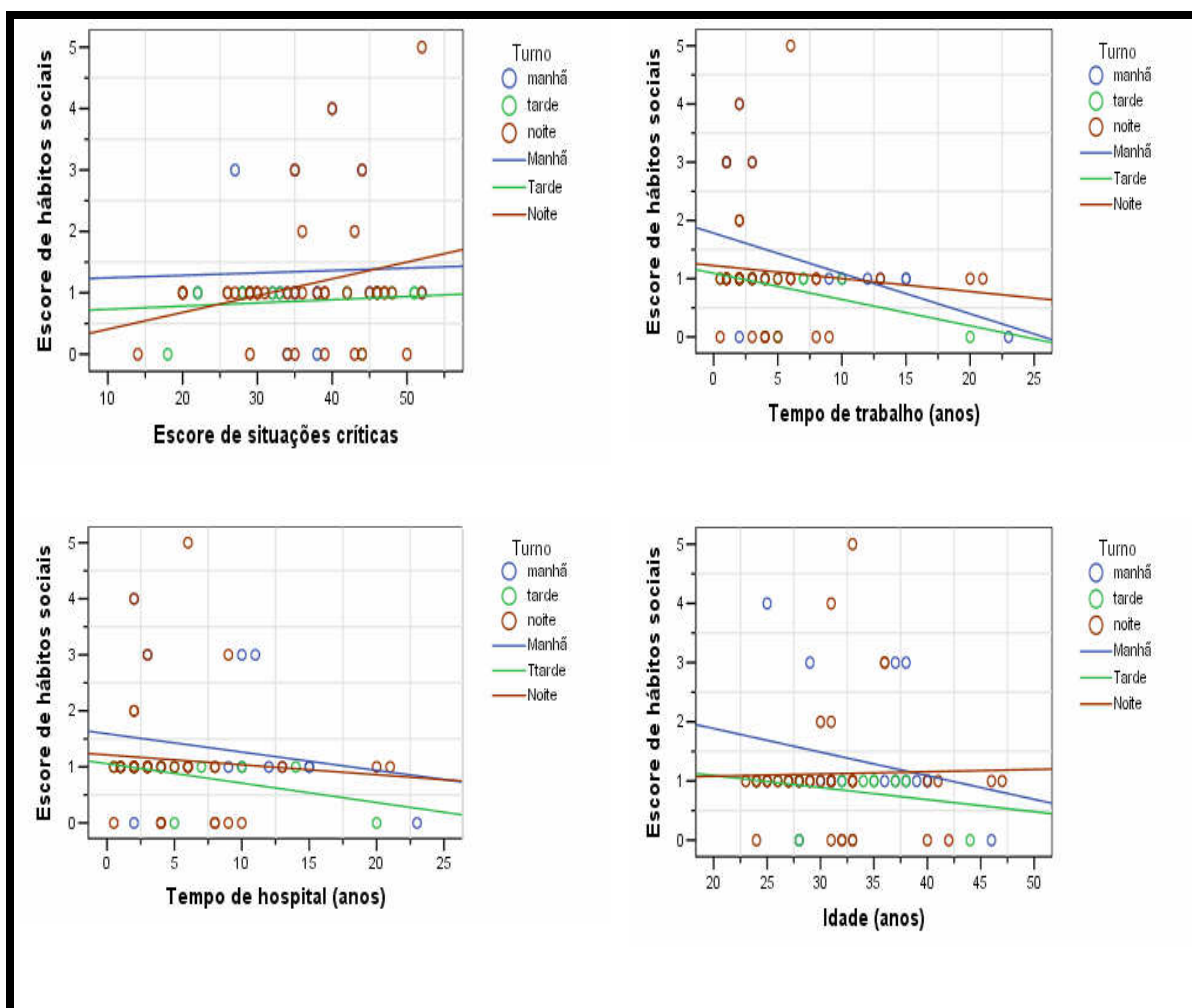 Escore de hábitos sociais
5
4
3
2
1
0
10
20
30
40
50
Escore de situações críticas
Turno
manhã
tarde
noite
Manhã
Tarde
Noite
Escore de hábitos sociais
5
4
3
2
1
0
0
5
10
15
20
25
Tempo de trabalho (anos)
Turno
manhã
tarde
noite
Manhã
Tarde
Noite
Escore de hábitos sociais
5
4
3
2
1
0
0
5
10
15
20
25
Tempo de hospital (anos)
Turno
manhã
tarde
noite
Manhã
Ttarde
Noite
Escore de hábitos sociais
5
4
3
2
1
0
20
25
30
35
40
45
50
Idade (anos)
Turno
manhã
tarde
noite
Manhã
Tarde
Noite